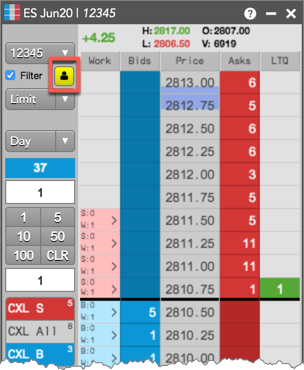 ES Jun20 | 12345
12345
+4.25
H: 2817.00 O: 2807.00
L: 2806.50 V: 6919
Filter
Work Bids Price Asks LTQ
Limit
Day
37
1
1 5
10 50
100 CLR
1
CXL S 5
CXL All 8
CXL B 3
2813.00 6
2812.75 5
2812.50 6
2812.25 6
2812.00 3
2811.75 5
S:0
W:1 > 2811.50 5
S:0
W:1 > 2811.25 11
S:0
W:1 > 2811.00 11
S:0
W:1 > 2810.75 1 1
B:0
W:1 > 5 2810.50
B:0
W:1 > 1 2810.25
B:0
W:1 > 1 2810.00